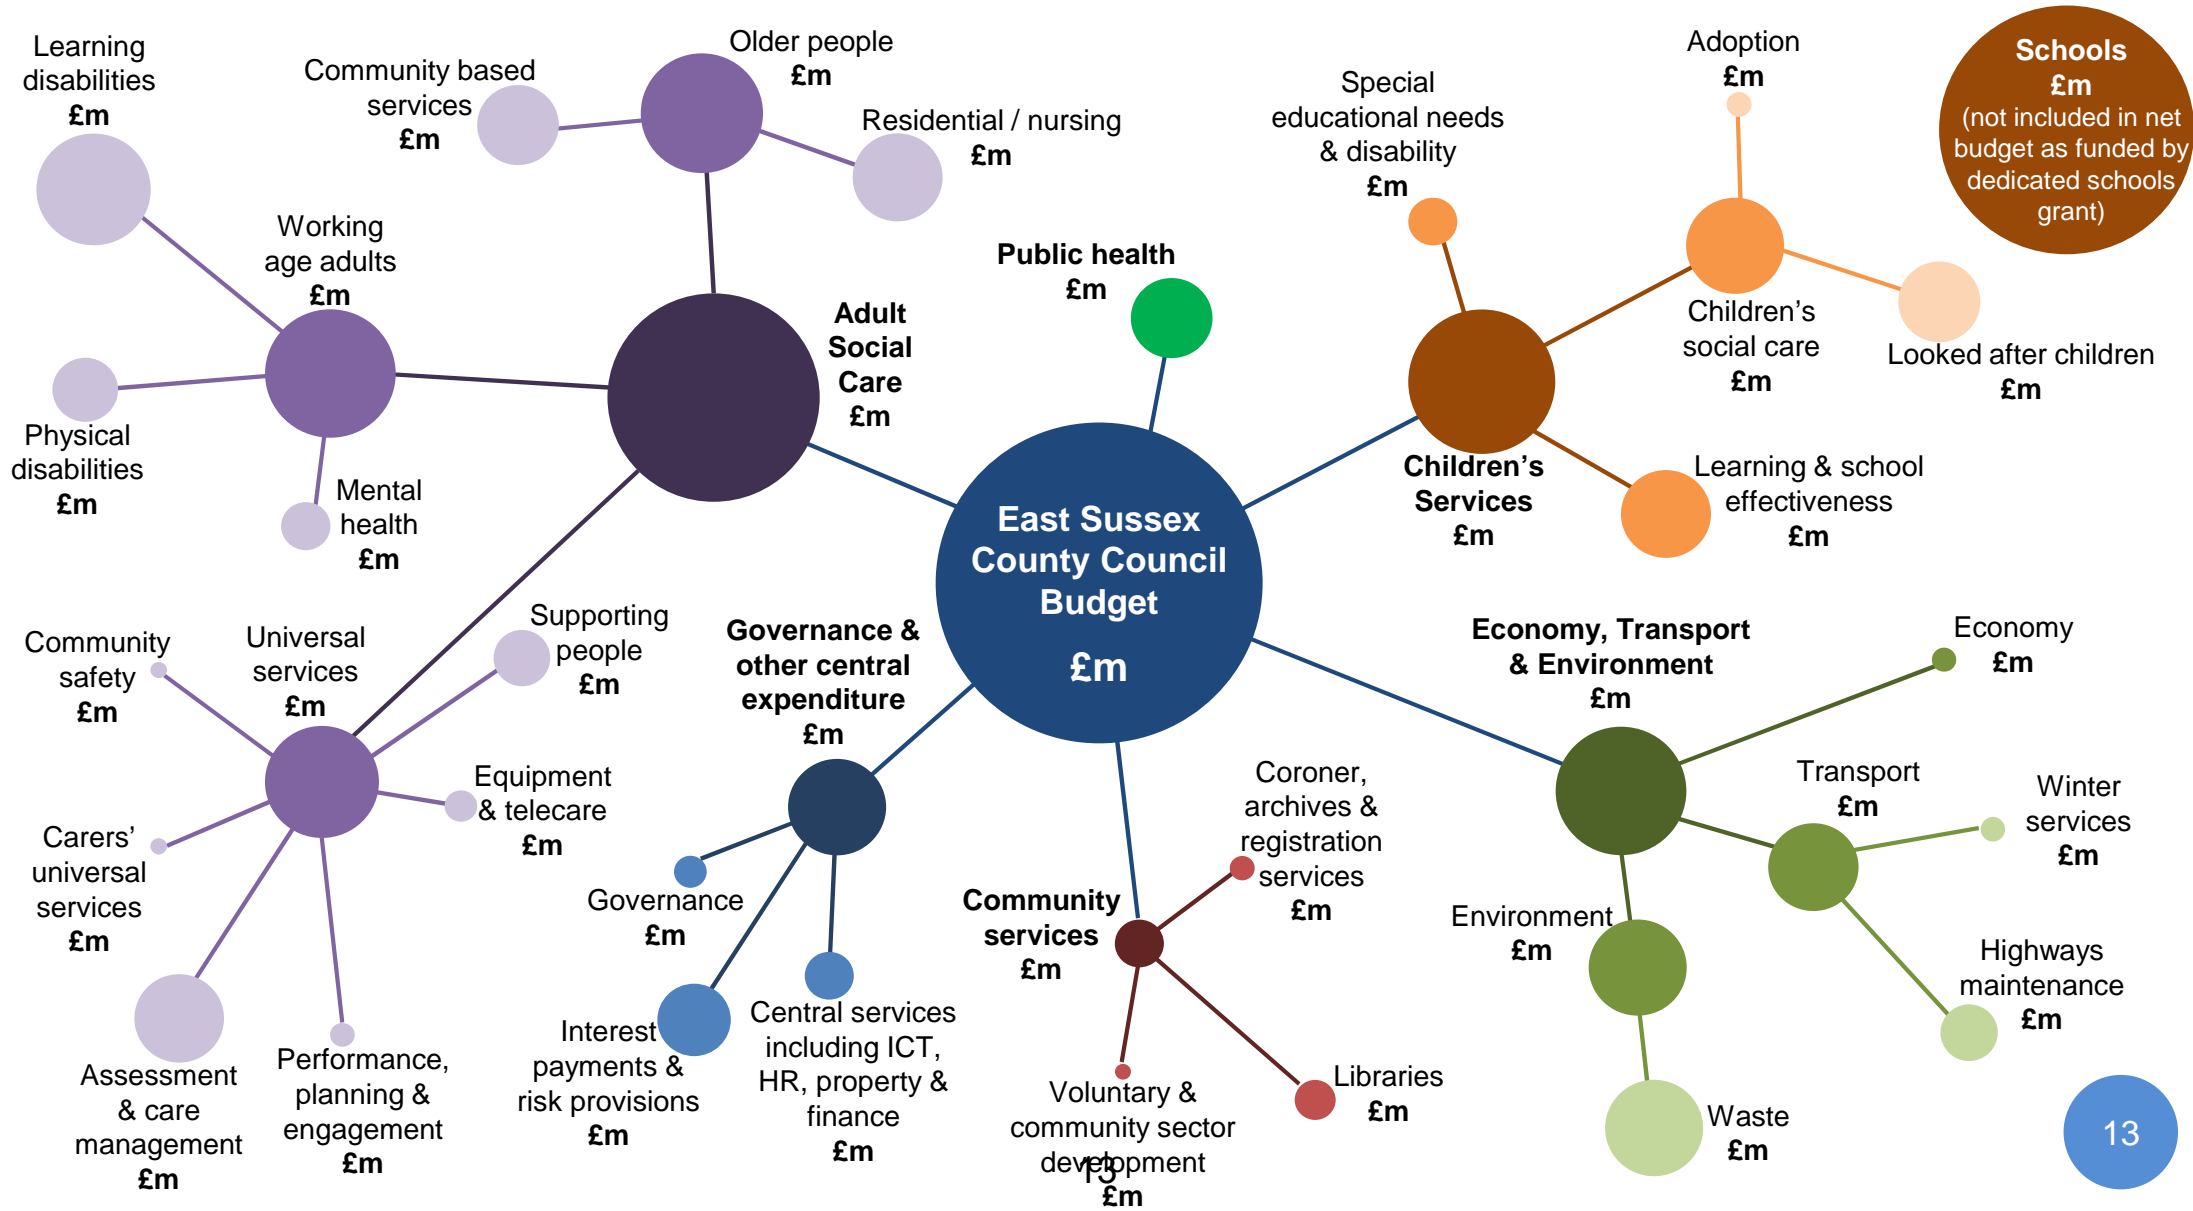 Learning
disabilities
£m
Community based
services
£m
Older people
£m
Residential / nursing
£m
Working
age adults
£m
Physical
disabilities
£m
Mental
health
£m
Adult
Social
Care
£m
Public health
£m
Special
educational needs
& disability
£m
Adoption
£m
Schools
£m
(not included in net
budget as funded by
dedicated schools
grant)
Children's
social care
£m
Looked after children
£m
Children's
Services
£m
Learning & school
effectiveness
£m
East Sussex
County Council
Budget
£m
Community
safety
£m
Universal
services
£m
Supporting
people
£m
Equipment
& telecare
£m
Carers'
universal
services
£m
Assessment
& care
management
£m
Performance,
planning &
engagement
£m
Governance &
other central
expenditure
£m
Governance
£m
Interest
payments &
risk provisions
£m
Central services
including ICT,
HR, property &
finance
£m
Community
services
£m
Coroner,
archives &
registration
services
£m
Voluntary &
community sector
development
£m
Libraries
£m
Economy, Transport
& Environment
£m
Economy
£m
Transport
£m
Winter
services
£m
Environment
£m
Highways
maintenance
£m
Waste
£m
13
13